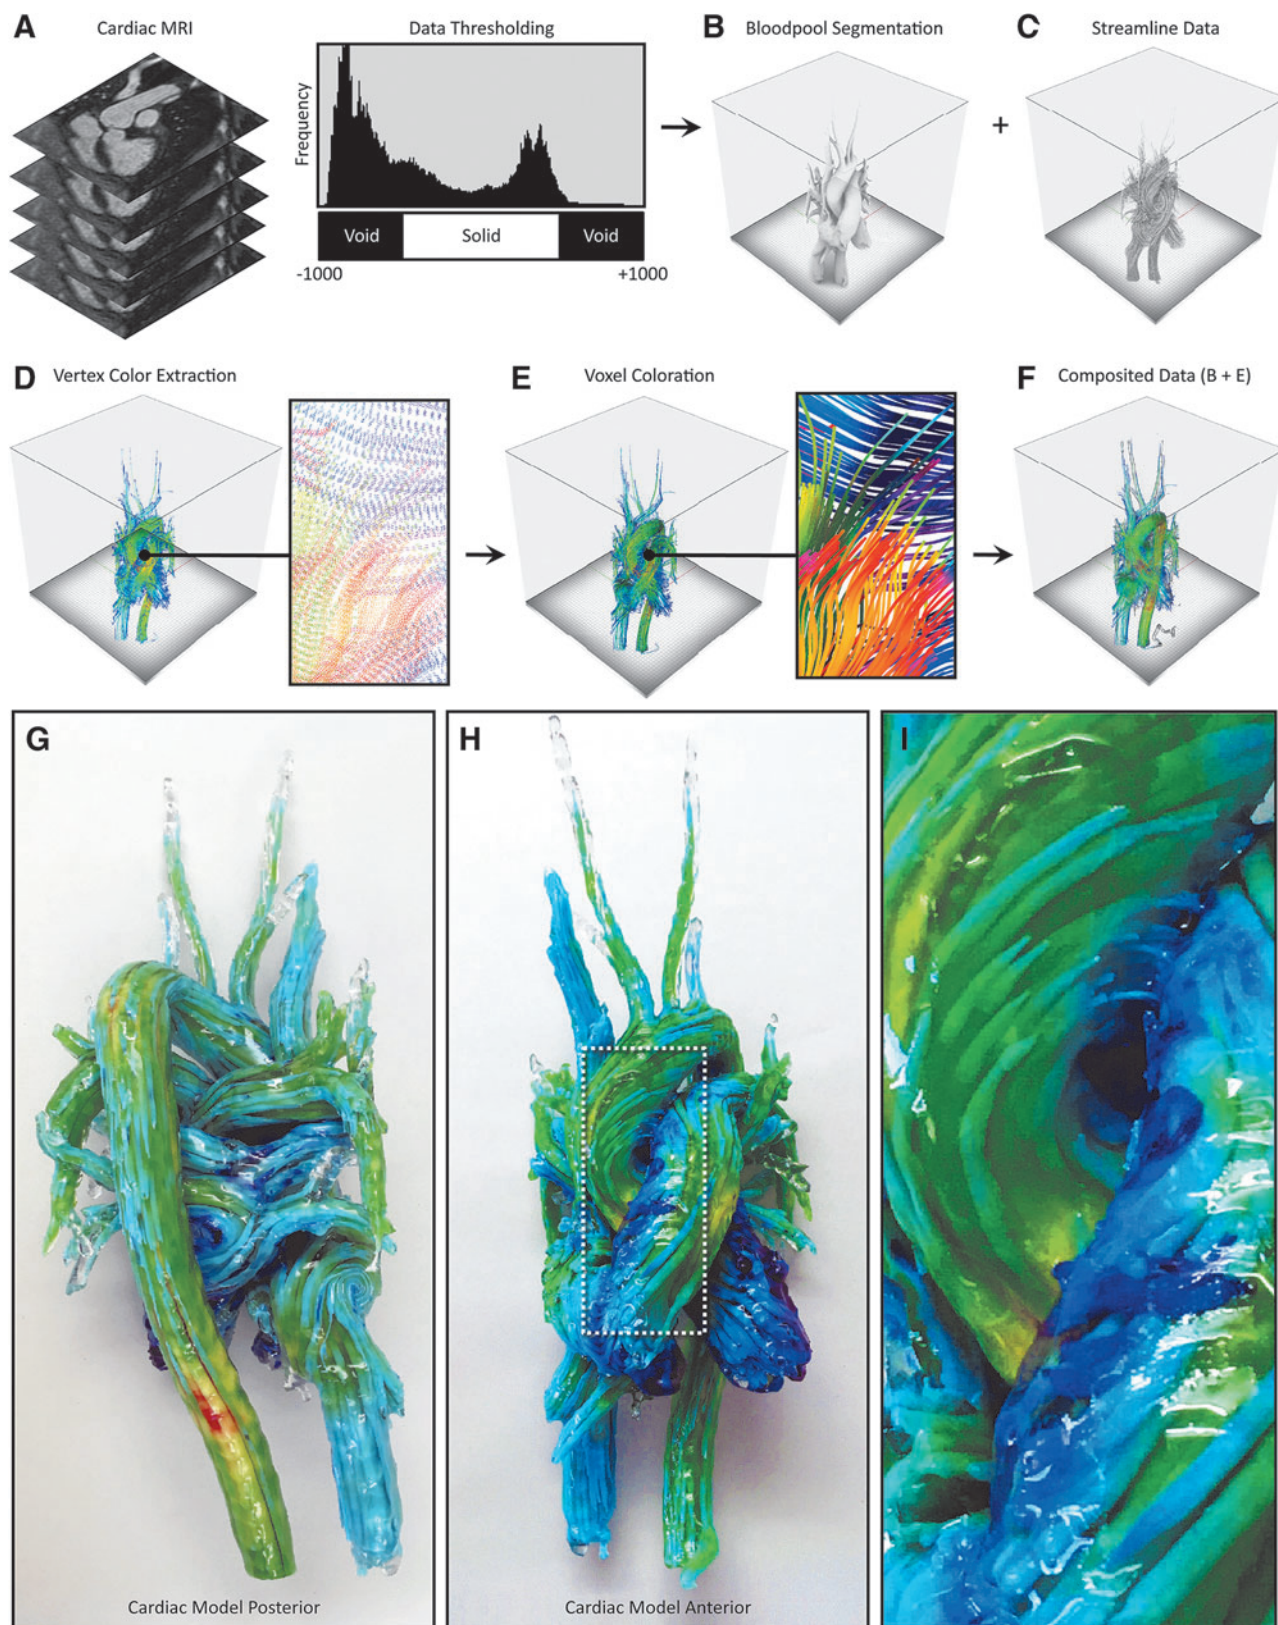 A
Cardiac MRI
Data Thresholding
Frequency
Void
Solid
Void
-1000
+1000
B
Bloodpool Segmentation
+
C
Streamline Data
D
Vertex Color Extraction
E
Voxel Coloration
F
Composited Data (B + E)
G
Cardiac Model Posterior
H
Cardiac Model Anterior
I